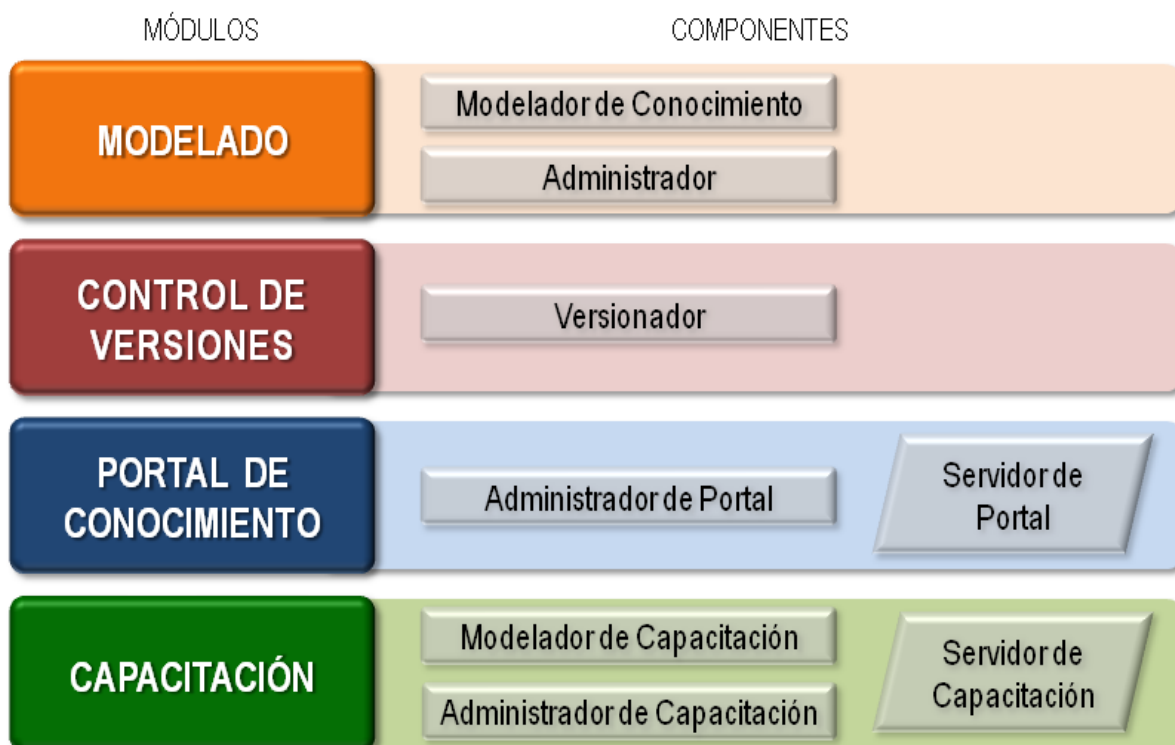 MÓDULOS
COMPONENTES
MODELADO
Modelador de Conocimiento
Administrador
CONTROL DE
VERSIONES
Versionador
PORTAL DE
CONOCIMIENTO
Administrador de Portal
Servidor de
Portal
CAPACITACIÓN
Modelador de Capacitación
Administrador de Capacitación
Servidor de
Capacitación